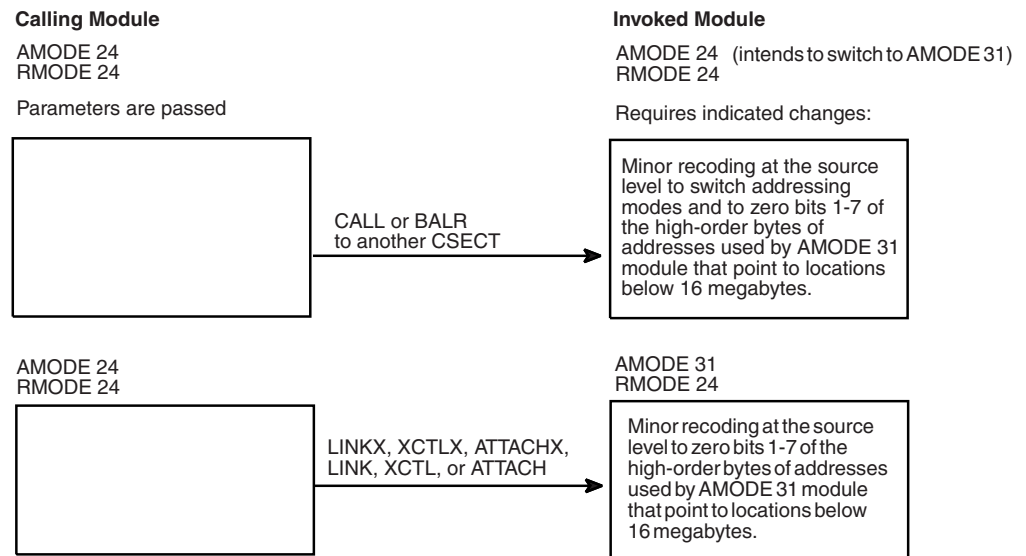 Calling Module
AMODE 24
RMODE 24
Parameters are passed
Invoked Module
AMODE 24 (intends to switch to AMODE 31)
RMODE 24
Requires indicated changes:
CALL or BALR
to another CSECT
Minor recoding at the source
level to switch addressing
modes and to zero bits 1-7 of
the high-order bytes of
addresses used by AMODE 31
module that point to locations
below 16 megabytes.
AMODE 24
RMODE 24
LINKX, XCTLX, ATTACHX,
LINK, XCTL, or ATTACH
AMODE 31
RMODE 24
Minor recoding at the source
level to zero bits 1-7 of the
high-order bytes of addresses
used by AMODE 31 module
that point to locations below
16 megabytes.